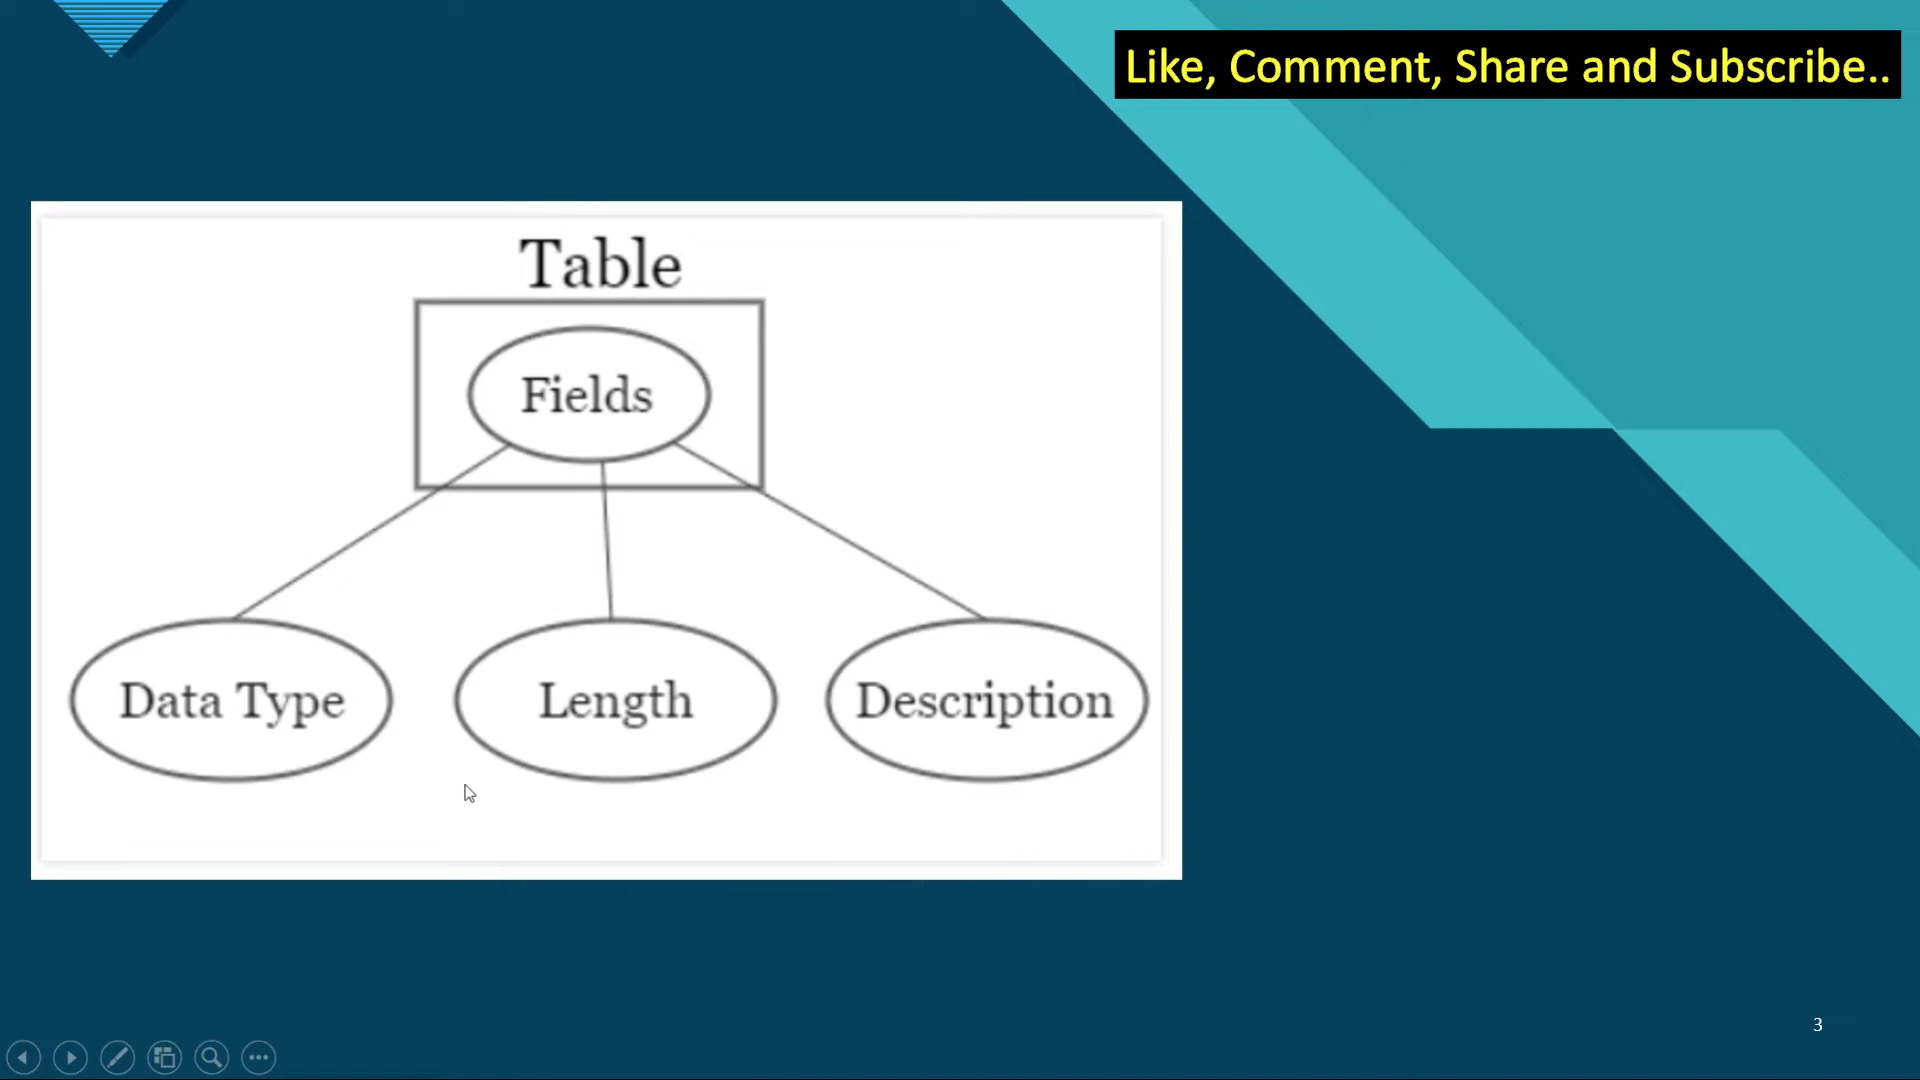 Like, Comment, Share and Subscribe..
Table
Fields
Data Type
Length
Description
3